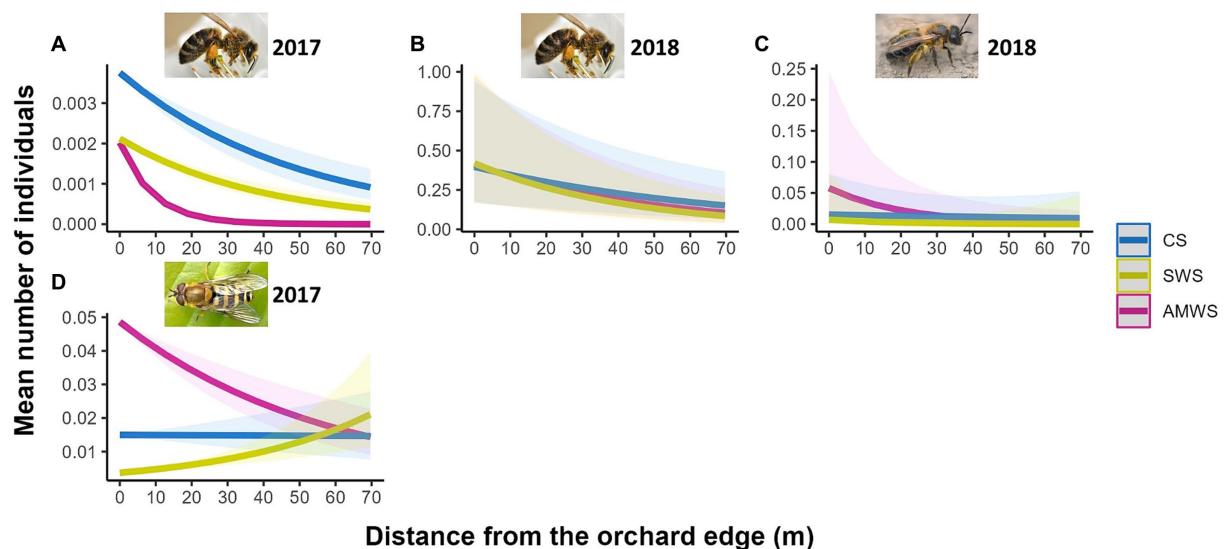 A 2017
B 2018
C 2018
Mean number of individuals
0.003
0.002
0.001
0.000
0 10 20 30 40 50 60 70
1.00
0.75
0.50
0.25
0.00
0 10 20 30 40 50 60 70
0.25
0.20
0.15
0.10
0.05
0.00
0 10 20 30 40 50 60 70
CS
SWS
AMWS
D 2017
0.05
0.04
0.03
0.02
0.01
0 10 20 30 40 50 60 70
Distance from the orchard edge (m)